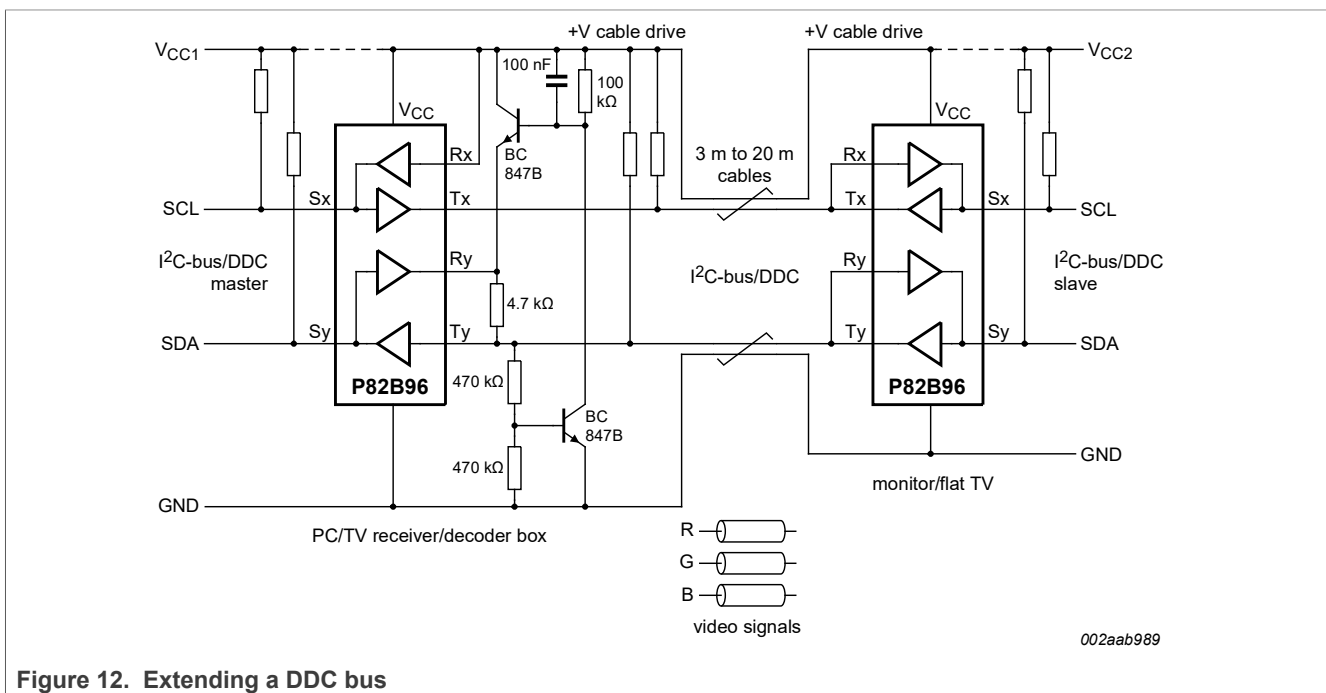 +V cable drive
+V cable drive
VCC1
100 nF
100
kΩ
VCC2
VCC
VCC
Rx
BC
847B
3 m to 20 m
cables
Rx
SCL
Sx
Tx
Tx
Sx
SCL
I2C-bus/DDC
master
Ry
I2C-bus/DDC
Ry
I2C-bus/DDC
slave
4.7 kΩ
SDA
Sy
Ty
Ty
Sy
SDA
P82B96
470 kΩ
P82B96
BC
847B
470 kΩ
GND
monitor/flat TV
GND
PC/TV receiver/decoder box
R
G
B
video signals
002aab989
Figure 12. Extending a DDC bus